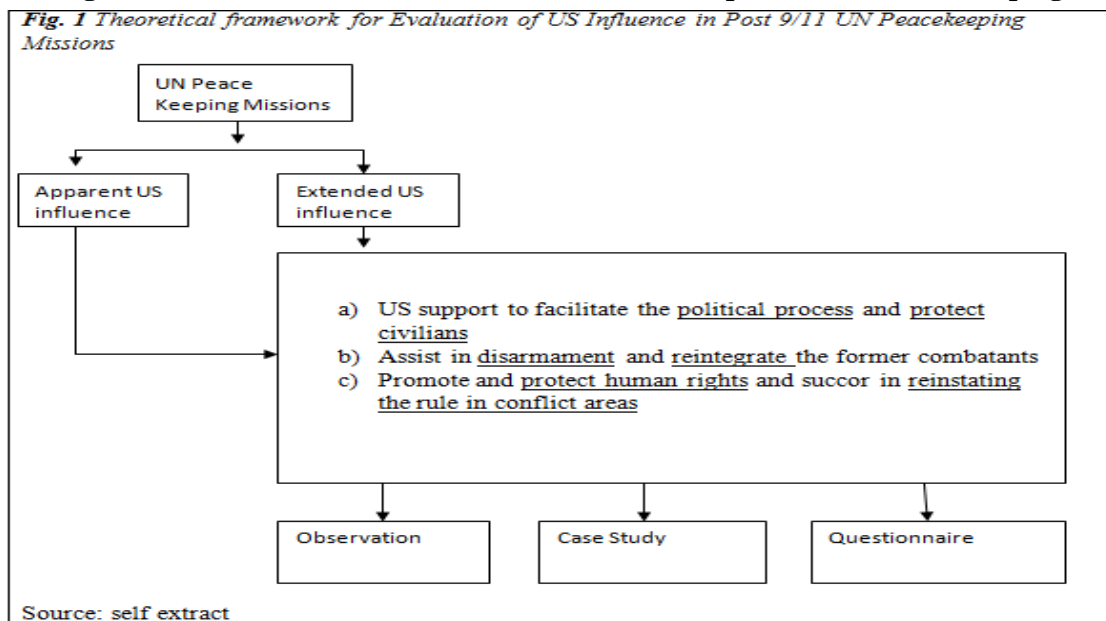 Fig. 1 Theoretical framework for Evaluation of US Influence in Post 9/11 UN Peacekeeping
Missions
UN Peace
Keeping Missions
Apparent US
influence
Extended US
influence
a) US support to facilitate the political process and protect
civilians
b) Assist in disarmament and reintegrate the former combatants
c) Promote and protect human rights and succor in reinstating
the rule in conflict areas
Observation
Case Study
Questionnaire
Source: self extract